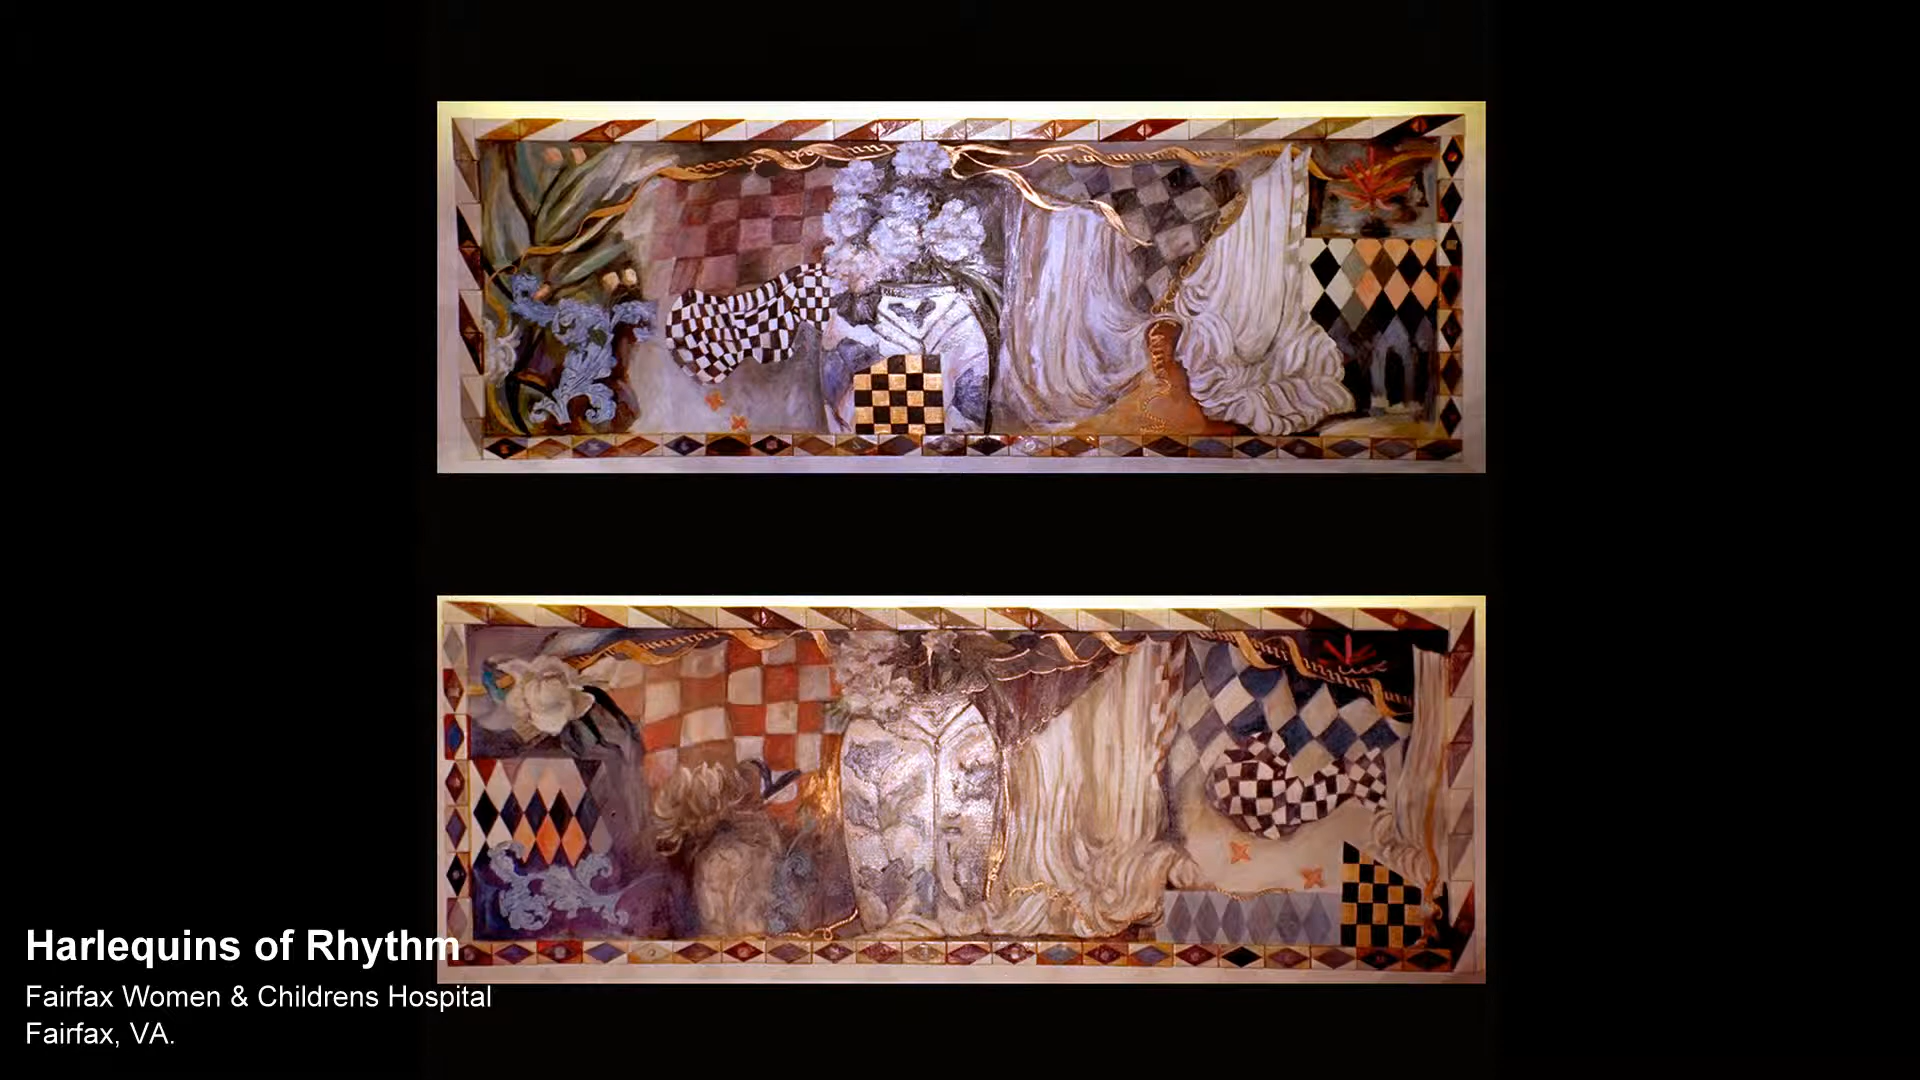 Harlequins of Rhythm
Fairfax Women & Childrens Hospital
Fairfax, VA.